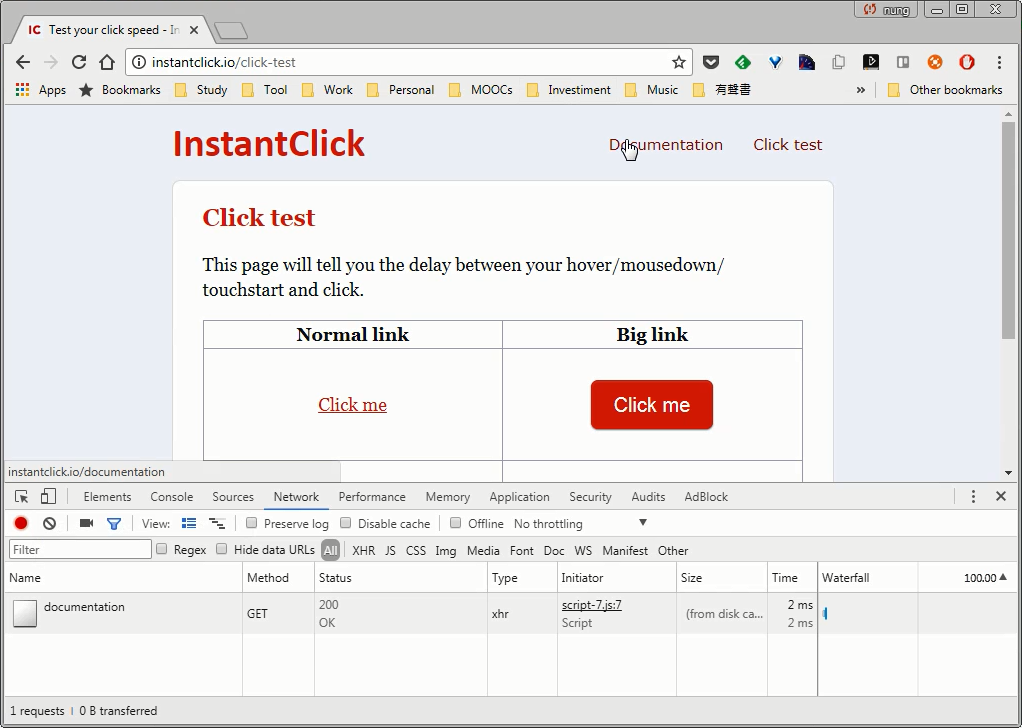 nung
IC Test your click speed - In
instantclick.io/click-test
Apps Bookmarks Study Tool Work Personal MOOCs Investiment Music 有聲書 » Other bookmarks
InstantClick
Documentation Click test
Click test
This page will tell you the delay between your hover/mousedown/
touchstart and click.
Normal link Big link
Click me Click me
instantclick.io/documentation
Elements Console Sources Network Performance Memory Application Security Audits AdBlock
View: Preserve log Disable cache Offline No throttling
Filter Regex Hide data URLs All XHR JS CSS Img Media Font Doc WS Manifest Other
Name Method Status Type Initiator Size Time Waterfall 100.00
documentation GET 200 xhr script-7.js:7 (from disk ca... 2 ms
OK Script 2 ms
1 requests | 0 B transferred